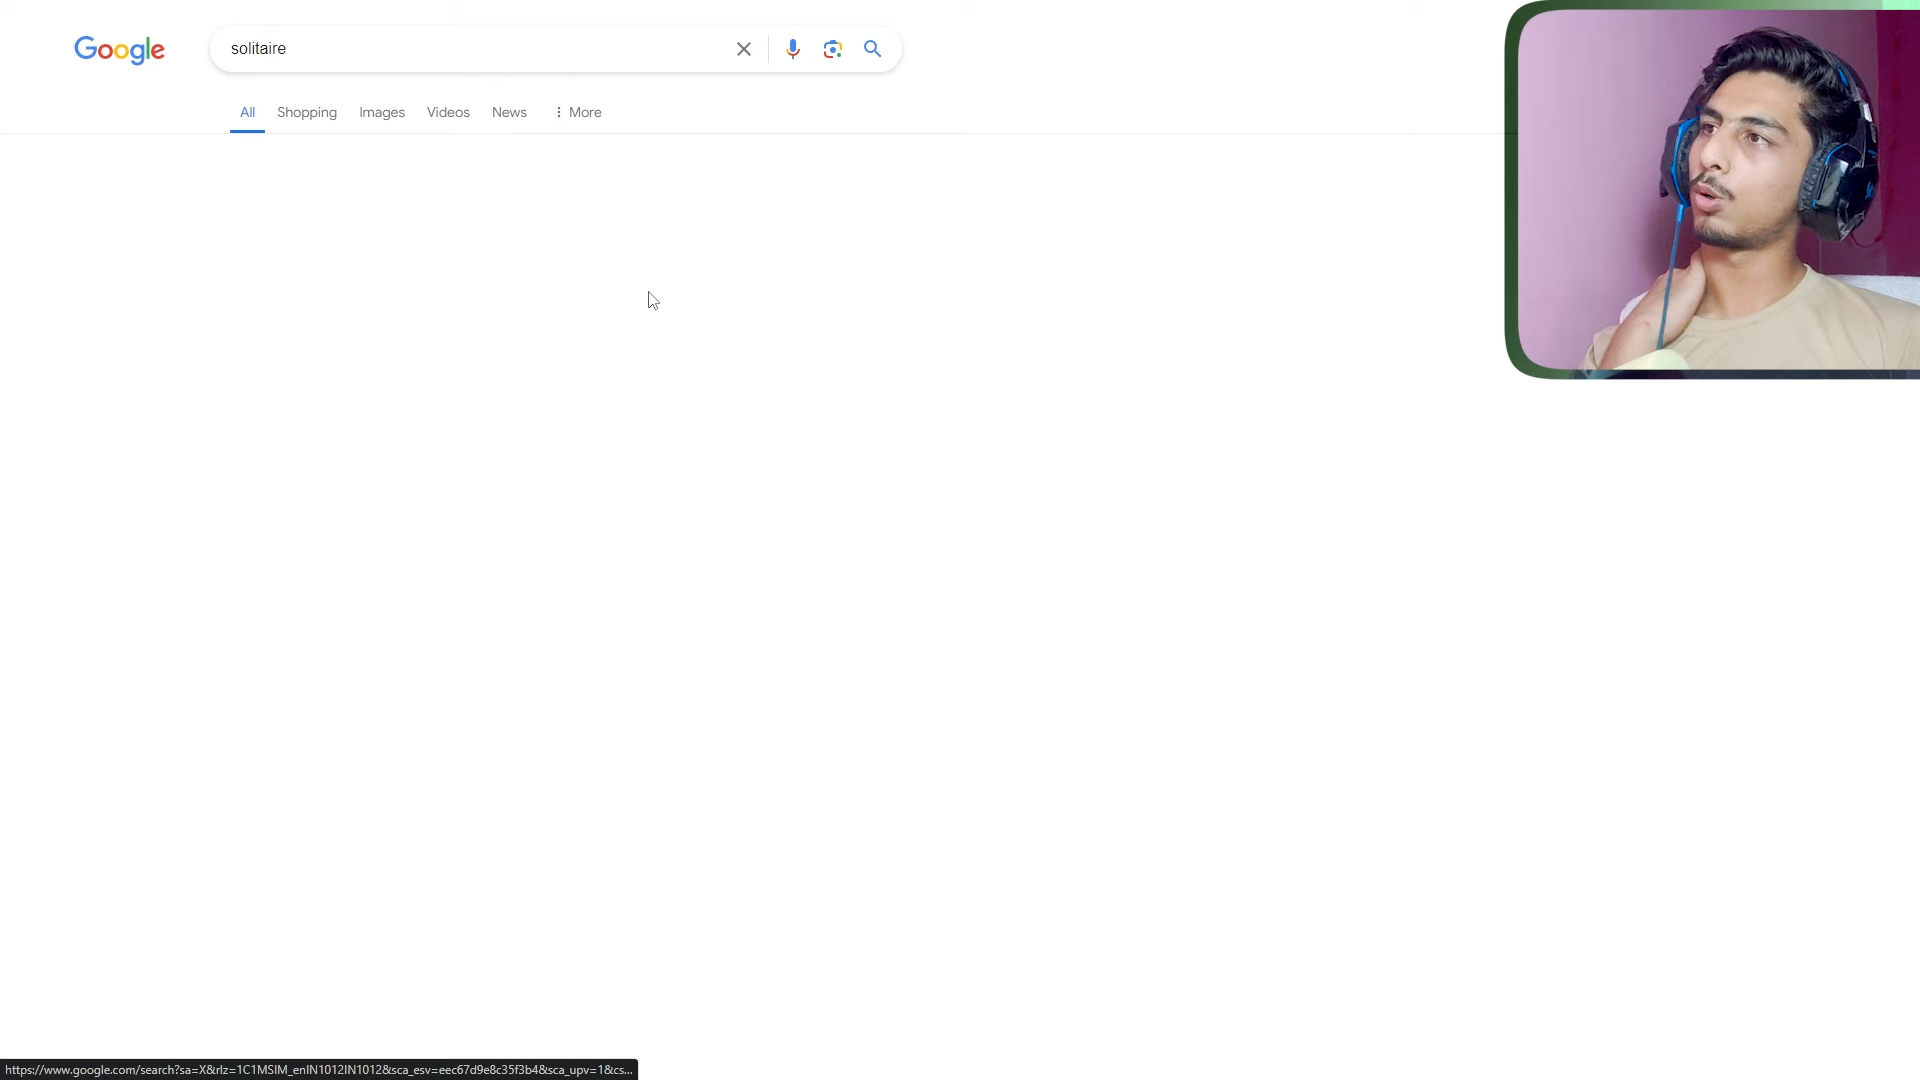 Google
solitaire
All
Shopping
Images
Videos
News
More
https://www.google.com/search?sa=X&rlz=1C1MSIM_enIN1012IN1012&sca_esv=eec67d9e8c35f3b4&sca_upv=1&cs...